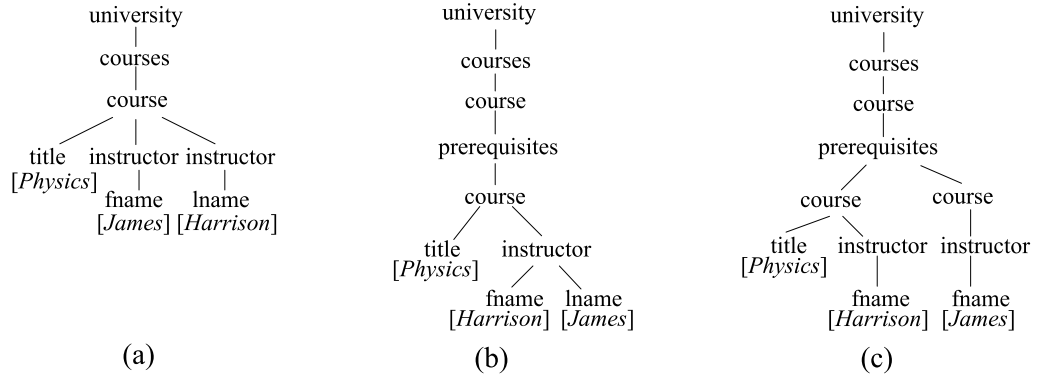 university
courses
course
title instructor instructor
[Physics] fname lname
[James] [Harrison]
(a)
university
courses
course
prerequisites
course
title instructor
[Physics]
fname lname
[Harrison] [James]
(b)
university
courses
course
prerequisites
course course
title instructor instructor
[Physics]
fname fname
[Harrison] [James]
(c)